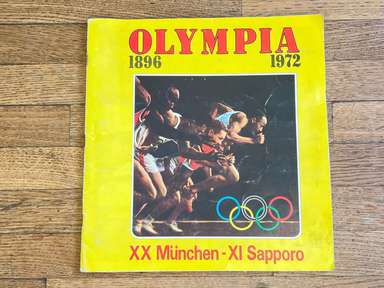 OLYMPIA
1896 1972
XX München - XI Sapporo